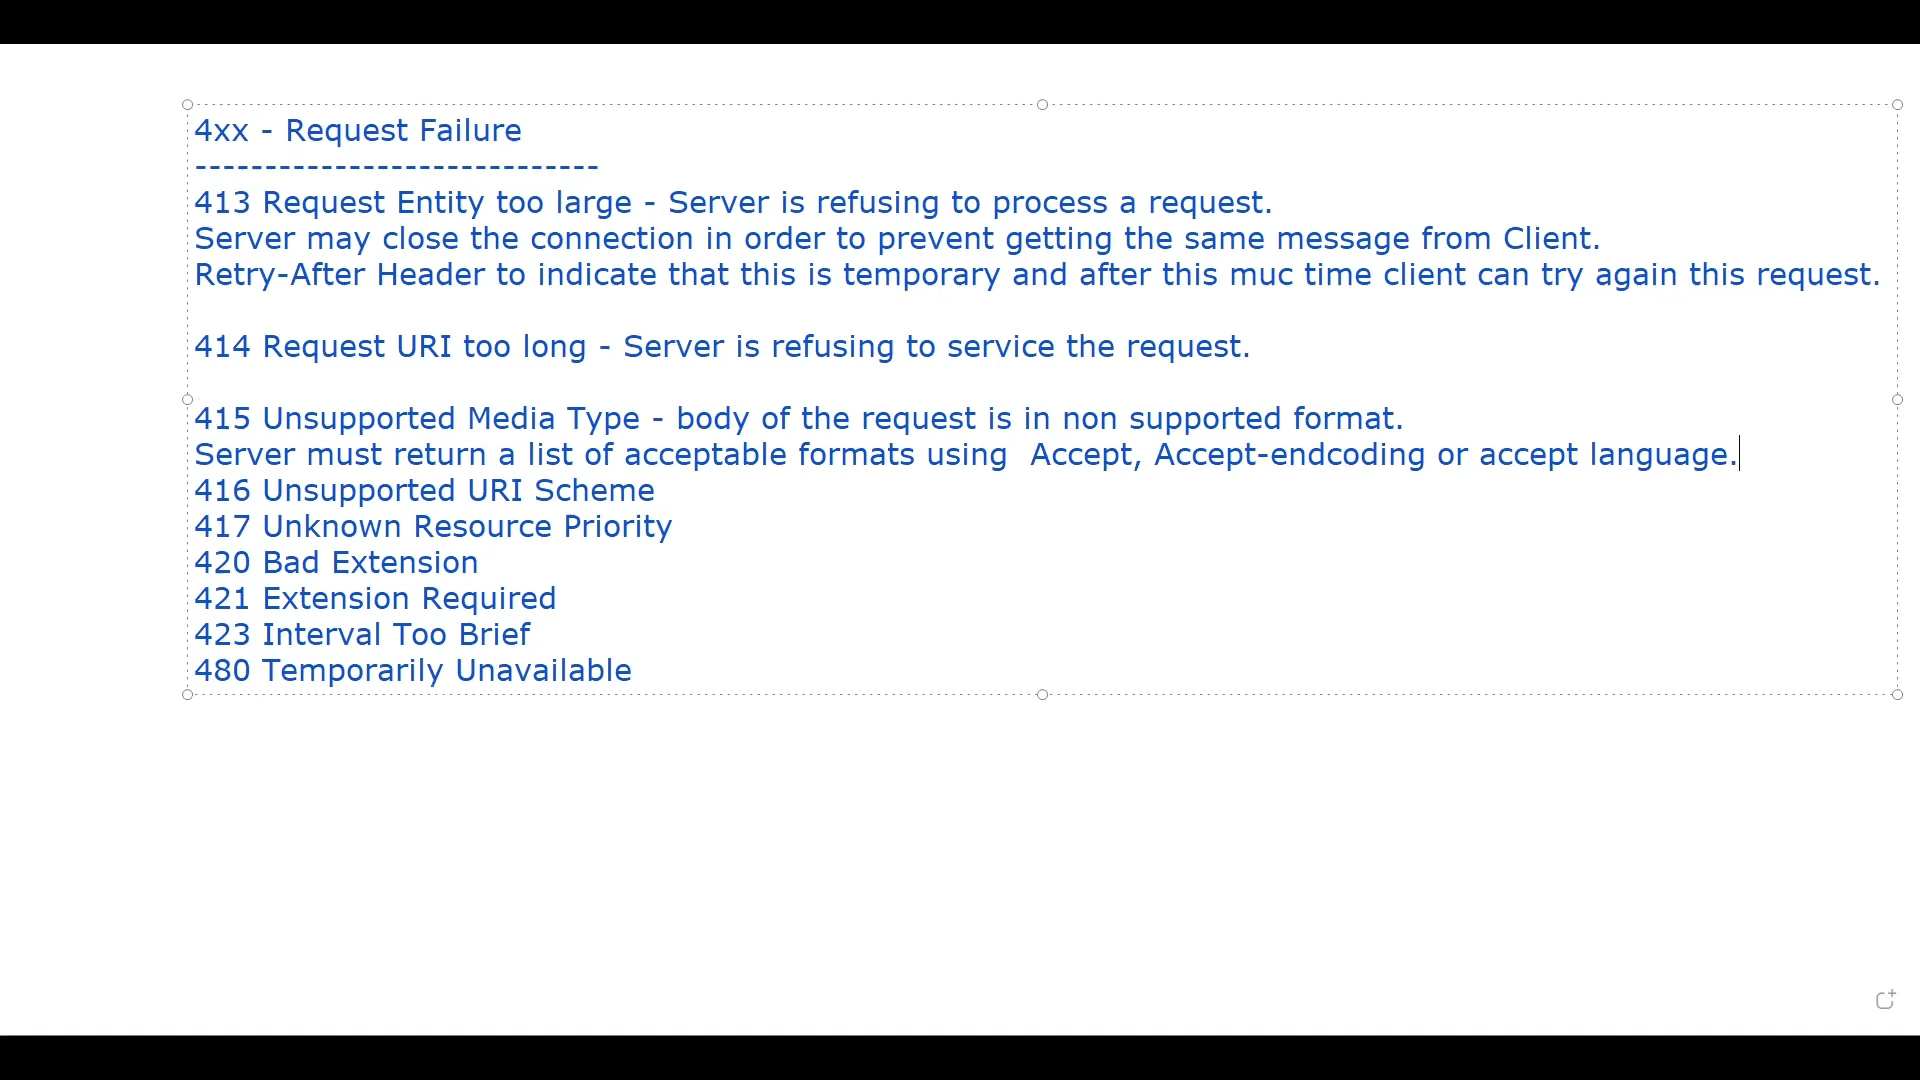 4xx - Request Failure
-----------------------------
413 Request Entity too large - Server is refusing to process a request.
Server may close the connection in order to prevent getting the same message from Client.
Retry-After Header to indicate that this is temporary and after this muc time client can try again this request.
414 Request URI too long - Server is refusing to service the request.
415 Unsupported Media Type - body of the request is in non supported format.
Server must return a list of acceptable formats using  Accept, Accept-endcoding or accept language.
416 Unsupported URI Scheme
417 Unknown Resource Priority
420 Bad Extension
421 Extension Required
423 Interval Too Brief
480 Temporarily Unavailable